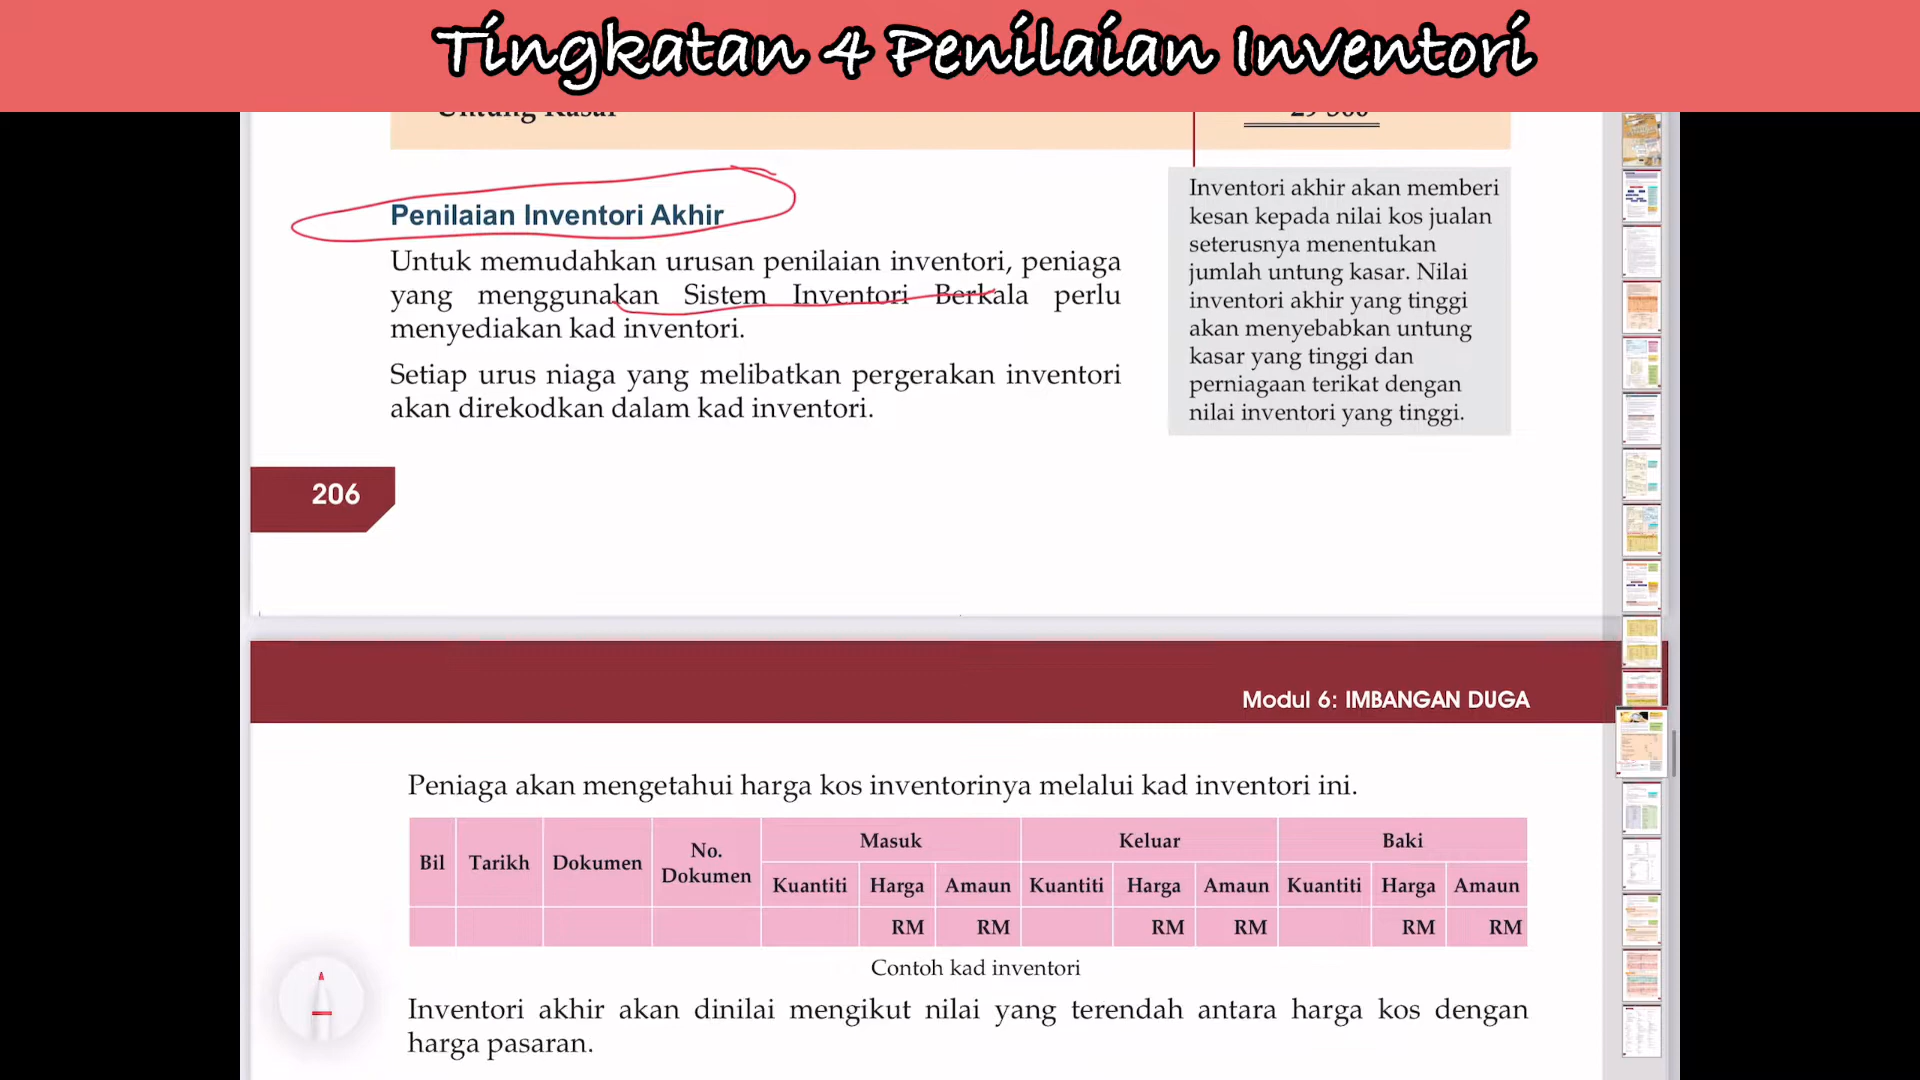 Tingkatan 4 Penilaian Inventori
Untung Kasar
29 500
Penilaian Inventori Akhir
Untuk memudahkan urusan penilaian inventori, peniaga
yang menggunakan Sistem Inventori Berkala perlu
menyediakan kad inventori.
Setiap urus niaga yang melibatkan pergerakan inventori
akan direkodkan dalam kad inventori.
Inventori akhir akan memberi
kesan kepada nilai kos jualan
seterusnya menentukan
jumlah untung kasar. Nilai
inventori akhir yang tinggi
akan menyebabkan untung
kasar yang tinggi dan
perniagaan terikat dengan
nilai inventori yang tinggi.
206
Modul 6: IMBANGAN DUGA
Peniaga akan mengetahui harga kos inventorinya melalui kad inventori ini.
Bil Tarikh Dokumen No. Dokumen Masuk Keluar Baki
Kuantiti Harga Amaun Kuantiti Harga Amaun Kuantiti Harga Amaun
RM RM RM RM RM RM
Contoh kad inventori
Inventori akhir akan dinilai mengikut nilai yang terendah antara harga kos dengan
harga pasaran.